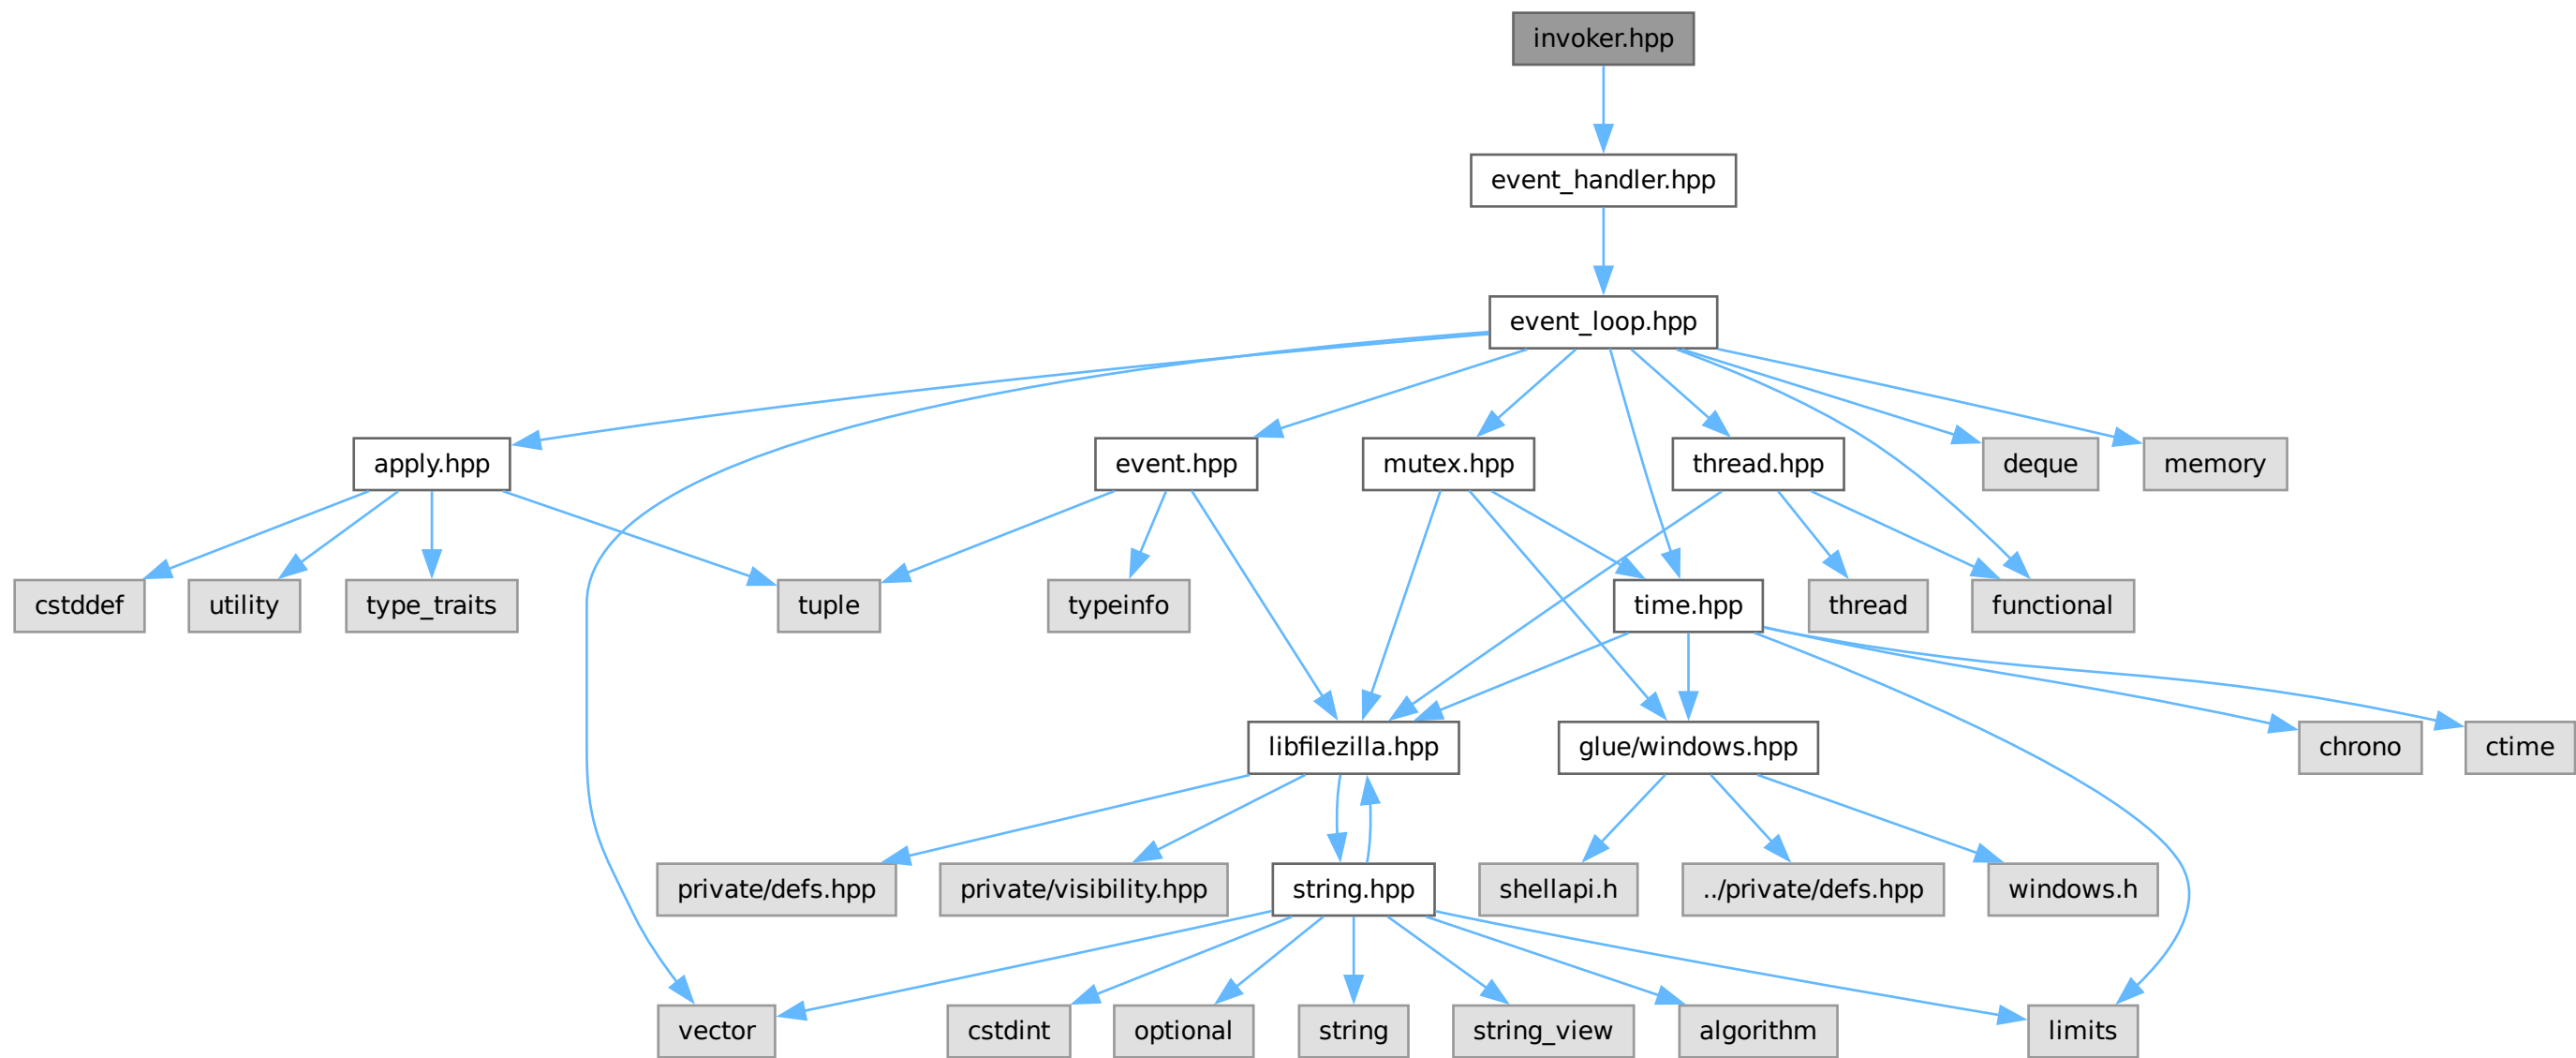 invoker.hpp
event_handler.hpp
event_loop.hpp
apply.hpp
event.hpp
mutex.hpp
thread.hpp
deque
memory
cstddef
utility
type_traits
tuple
typeinfo
time.hpp
thread
functional
libfilezilla.hpp
glue/windows.hpp
chrono
ctime
private/defs.hpp
private/visibility.hpp
string.hpp
shellapi.h
../private/defs.hpp
windows.h
vector
cstdint
optional
string
string_view
algorithm
limits